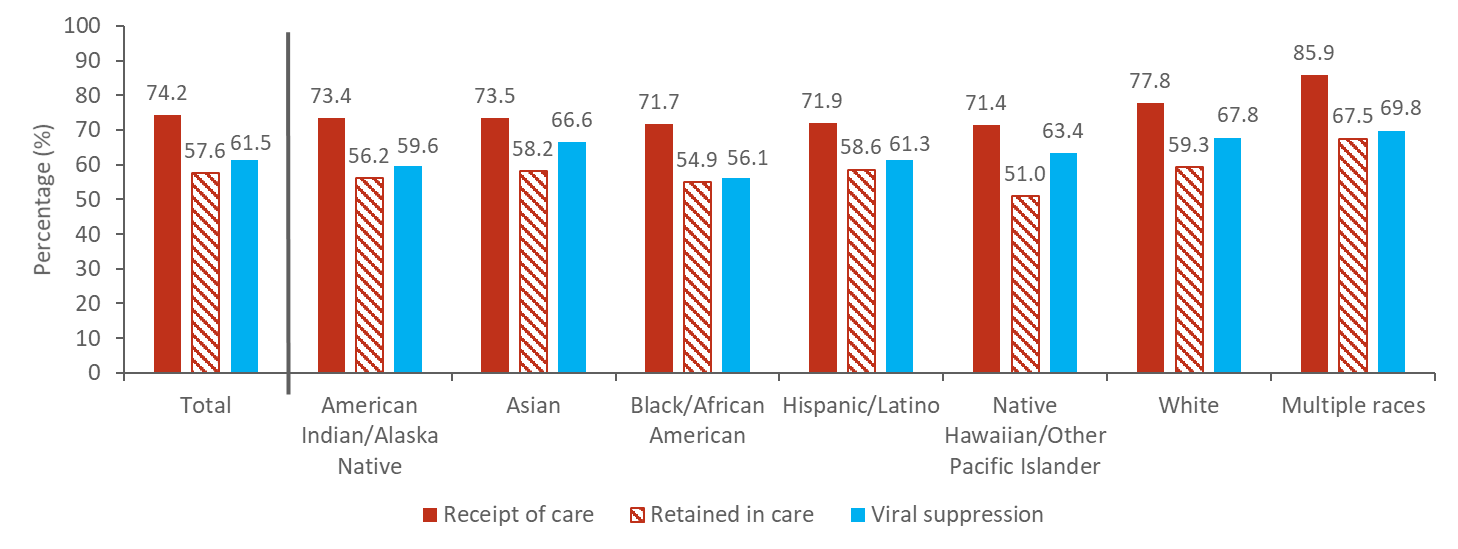 100
90
80
70
60
50
40
30
20
10
0
Percentage (%)
74.2
57.6
61.5
73.4
56.2
59.6
73.5
58.2
66.6
71.7
54.9
56.1
71.9
58.6
61.3
71.4
51.0
63.4
77.8
59.3
67.8
85.9
67.5
69.8
Total
American
Indian/Alaska
Native
Asian
Black/African
American
Hispanic/Latino
Native
Hawaiian/Other
Pacific Islander
White
Multiple races
Receipt of care
Retained in care
Viral suppression